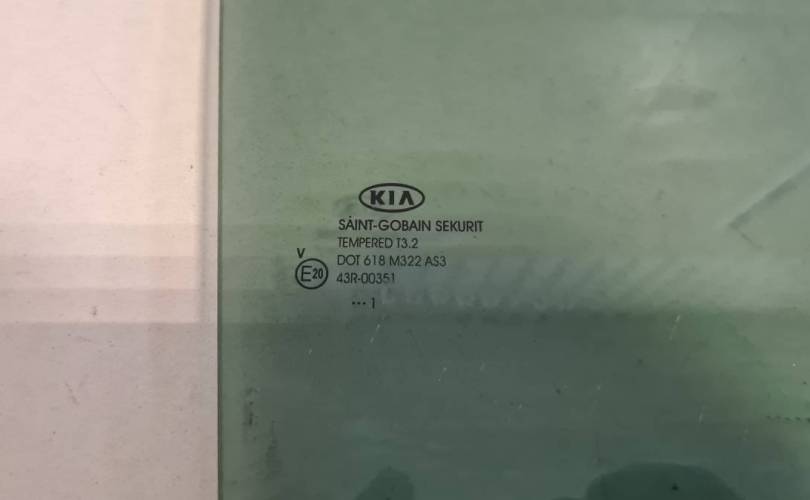 KIA
SAINT-GOBAIN SEKURIT
TEMPERED T3.2
DOT 618 M322 AS3
V
E20
43R-00351
... 1